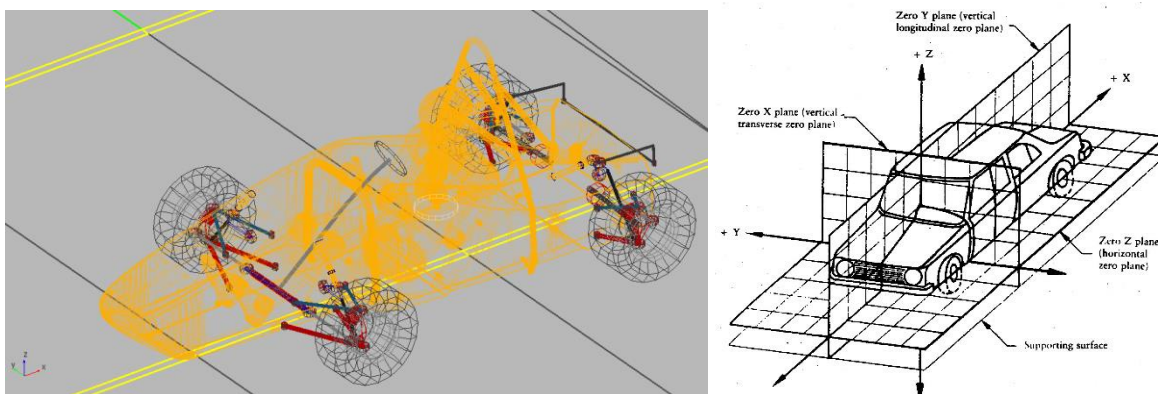 Z
Y
X
Zero Y plane (vertical
longitudinal zero plane)
+ Z
+ X
Zero X plane (vertical
transverse zero plane)
+ Y
Zero Z plane
(horizontal
zero plane)
Supporting surface